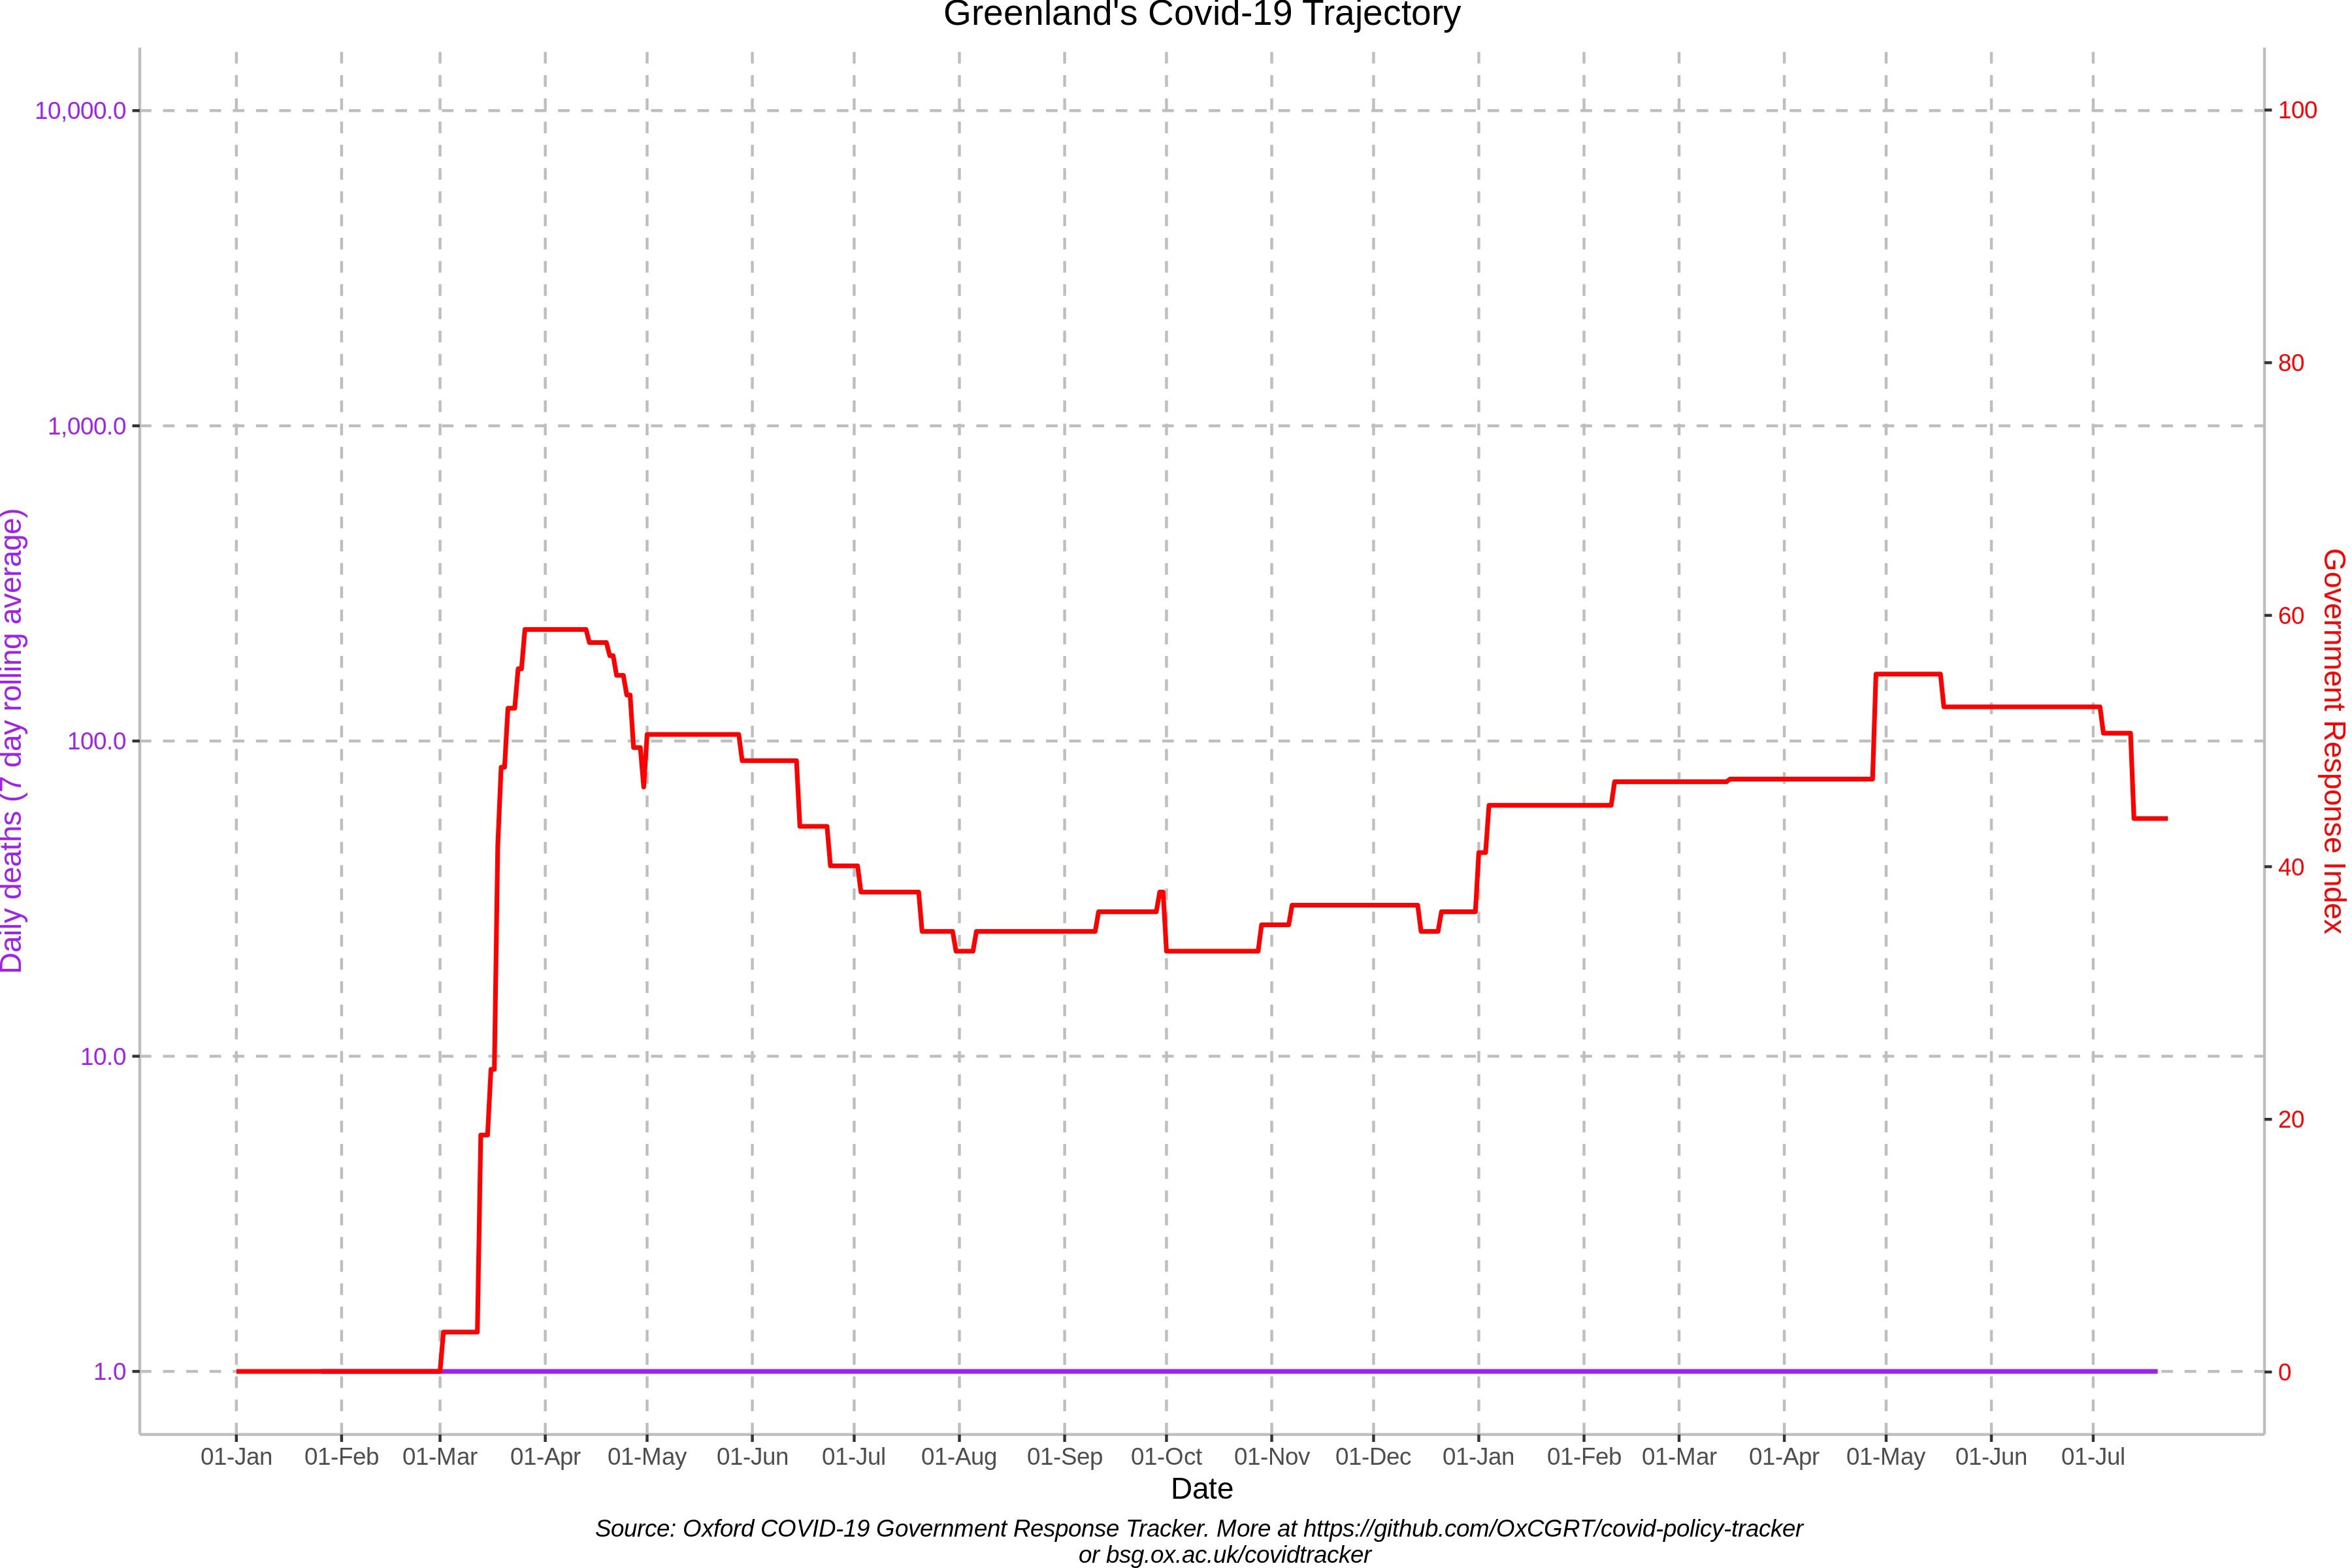 Greenland's Covid-19 Trajectory
10,000.0
1,000.0
100.0
10.0
1.0
Daily deaths (7 day rolling average)
100
80
60
40
20
0
Government Response Index
01-Jan 01-Feb 01-Mar 01-Apr 01-May 01-Jun 01-Jul 01-Aug 01-Sep 01-Oct 01-Nov 01-Dec 01-Jan 01-Feb 01-Mar 01-Apr 01-May 01-Jun 01-Jul
Date
Source: Oxford COVID-19 Government Response Tracker. More at https://github.com/OxCGRT/covid-policy-tracker
or bsg.ox.ac.uk/covidtracker